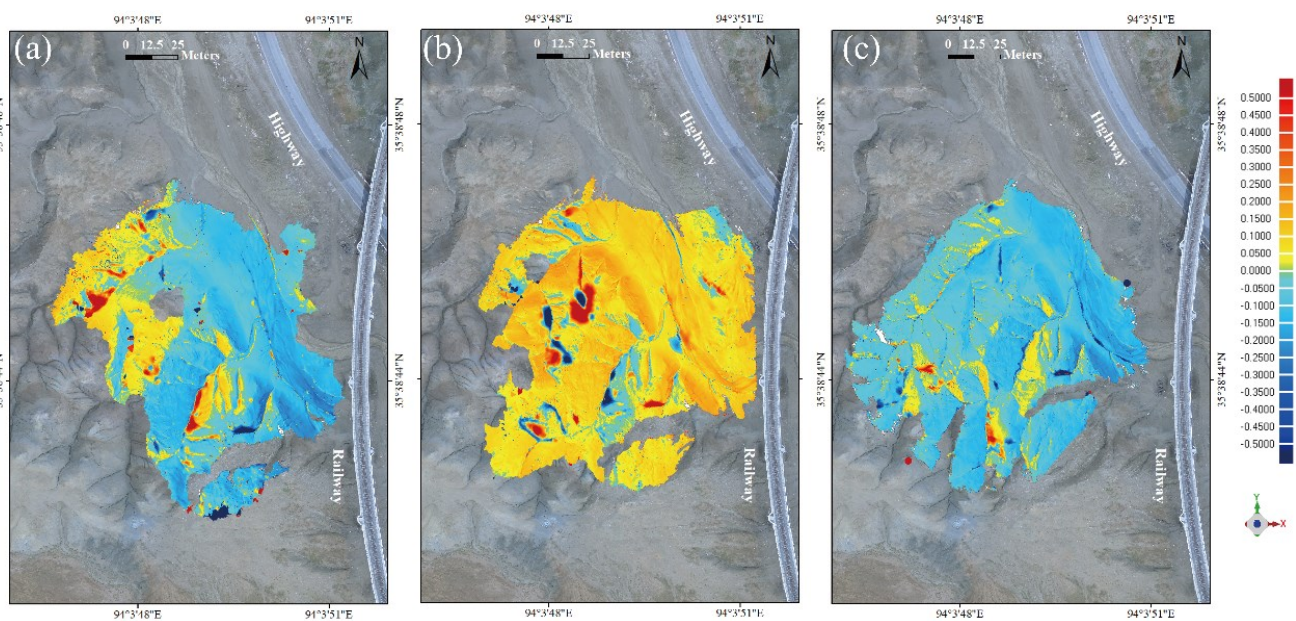 94°3'48"E 94°3'51"E 94°3'48"E 94°3'51"E 94°3'48"E 94°3'51"E
(a) (b) (c)
N N N
0 12.5 25 0 12.5 25 0 12.5 25
Meters Meters Meters
Highway Highway Highway
35°38'48"N 35°38'48"N 35°38'48"N
35°38'44"N 35°38'44"N 35°38'44"N
Railway Railway Railway
94°3'48"E 94°3'51"E 94°3'48"E 94°3'51"E 94°3'48"E 94°3'51"E
0.5000
0.4500
0.4000
0.3500
0.3000
0.2500
0.2000
0.1500
0.1000
0.0500
0.0000
-0.0500
-0.1000
-0.1500
-0.2000
-0.2500
-0.3000
-0.3500
-0.4000
-0.4500
-0.5000
Y
X